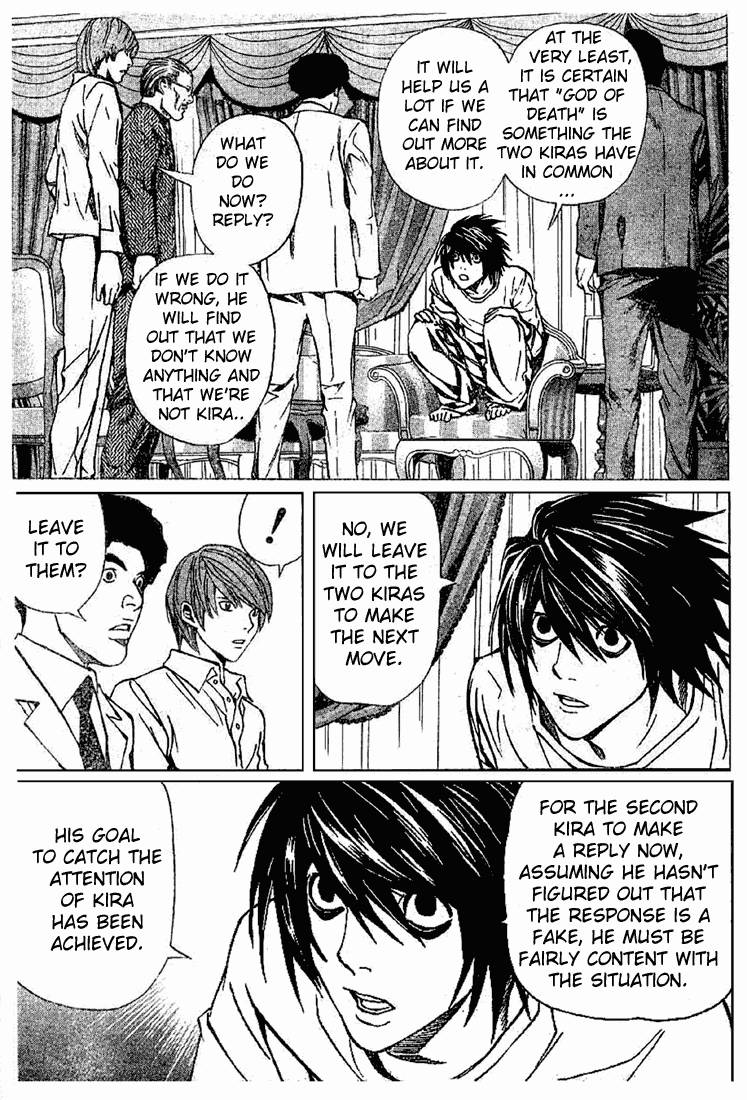 AT THE
VERY LEAST,
IT IS CERTAIN
THAT "GOD OF
DEATH" IS
SOMETHING THE
TWO KIRAS HAVE
IN COMMON
...
IT WILL
HELP US A
LOT IF WE
CAN FIND
OUT MORE
ABOUT IT.
WHAT
DO WE
DO
NOW?
REPLY?
IF WE DO IT
WRONG, HE
WILL FIND
OUT THAT WE
DON'T KNOW
ANYTHING AND
THAT WE'RE
NOT KIRA..
NO, WE
WILL LEAVE
IT TO THE
TWO KIRAS
TO MAKE
THE NEXT
MOVE.
!
LEAVE
IT TO
THEM?
FOR THE SECOND
KIRA TO MAKE
A REPLY NOW,
ASSUMING HE HASN'T
FIGURED OUT THAT
THE RESPONSE IS A
FAKE, HE MUST BE
FAIRLY CONTENT WITH
THE SITUATION.
HIS GOAL
TO CATCH THE
ATTENTION
OF KIRA
HAS BEEN
ACHIEVED.